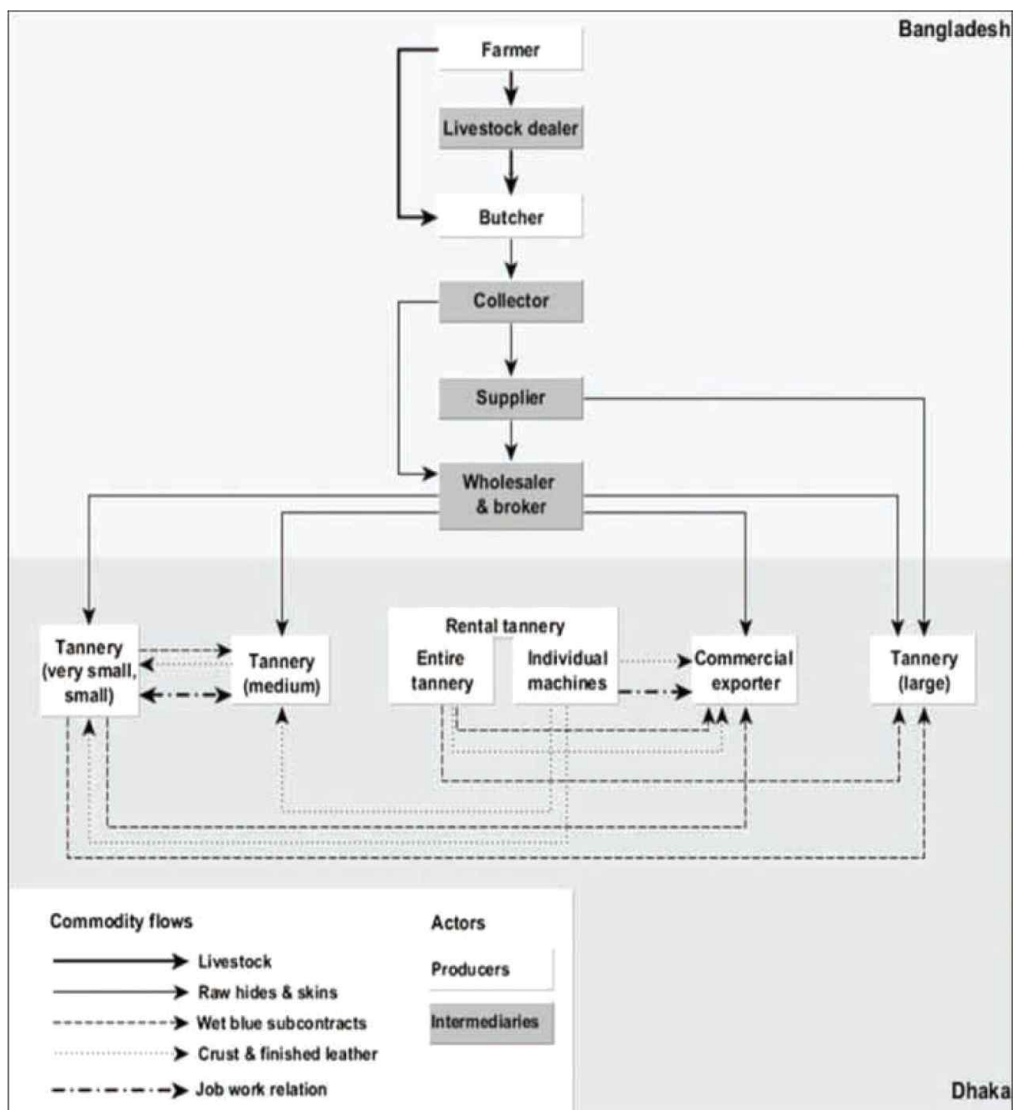 Bangladesh
Farmer
Livestock dealer
Butcher
Collector
Supplier
Wholesaler
& broker
Tannery
(very small,
small)
Tannery
(medium)
Rental tannery
Entire
tannery
Individual
machines
Commercial
exporter
Tannery
(large)
Commodity flows
Livestock
Raw hides & skins
Wet blue subcontracts
Crust & finished leather
Job work relation
Actors
Producers
Intermediaries
Dhaka